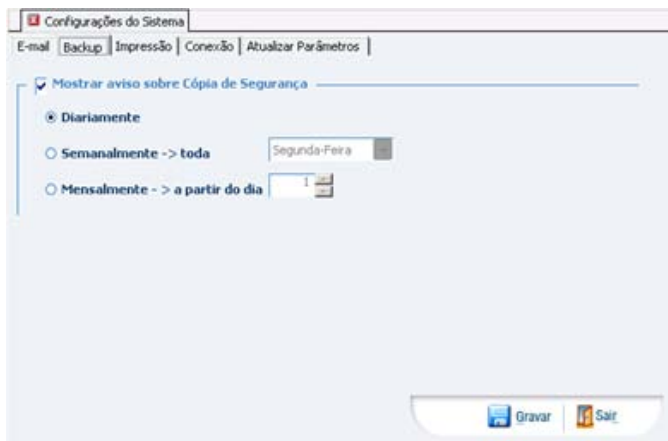 Configurações do Sistema
E-mail Backup Impressão Conexão Atualizar Parâmetros
Mostrar aviso sobre Cópia de Segurança
Diariamente
Semanalmente -> toda Segunda-Feira
Mensalmente - > a partir do dia 1
Gravar Sair